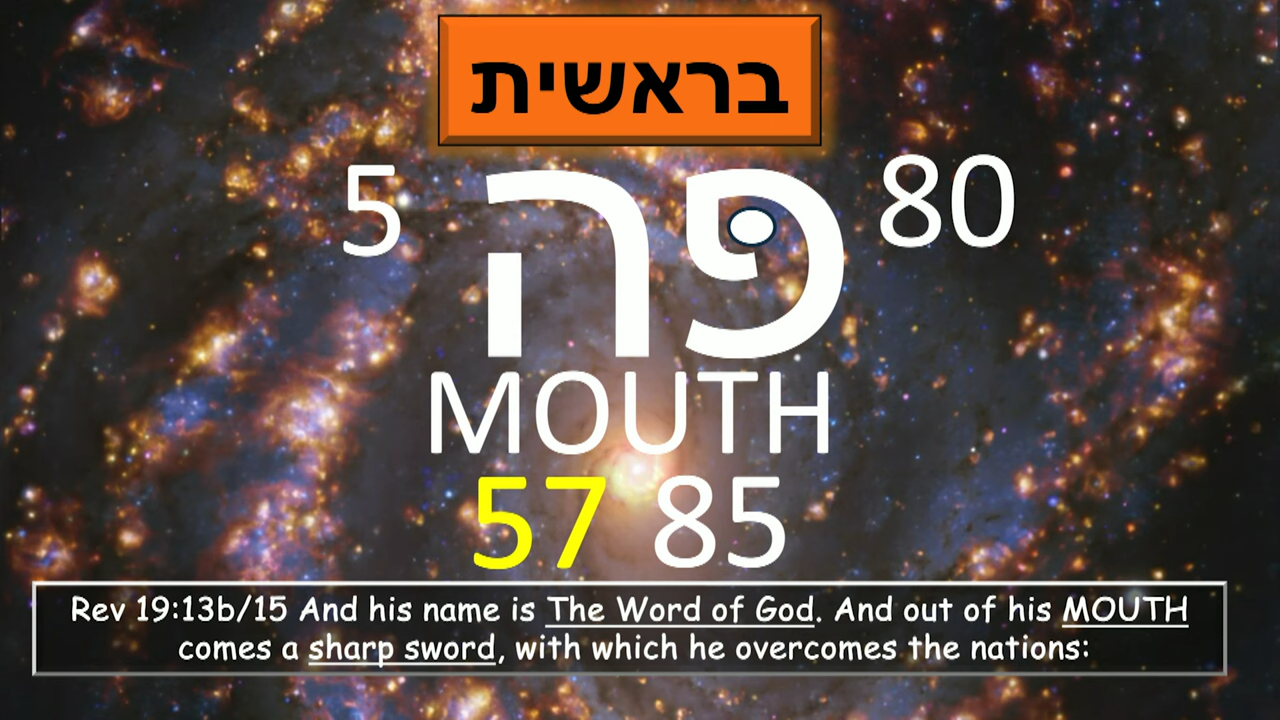 בראשית
5 פה 80
MOUTH
57 85
Rev 19:13b/15 And his name is The Word of God. And out of his MOUTH
comes a sharp sword, with which he overcomes the nations: